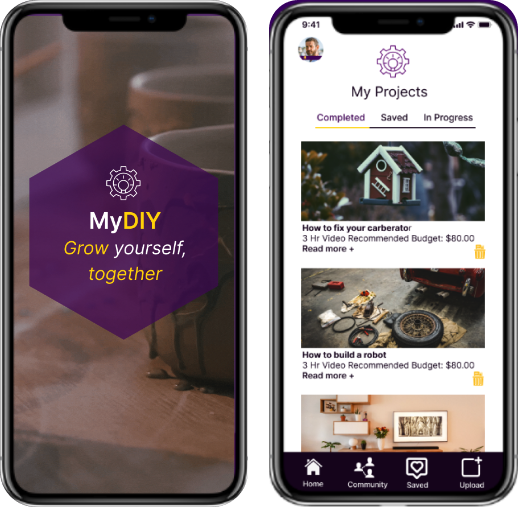 MyDIY
Grow yourself,
together
9:41
My Projects
Completed Saved In Progress
How to fix your carberator
3 Hr Video Recommended Budget: $80.00
Read more +
How to build a robot
3 Hr Video Recommended Budget: $80.00
Read more +
Home Community Saved Upload